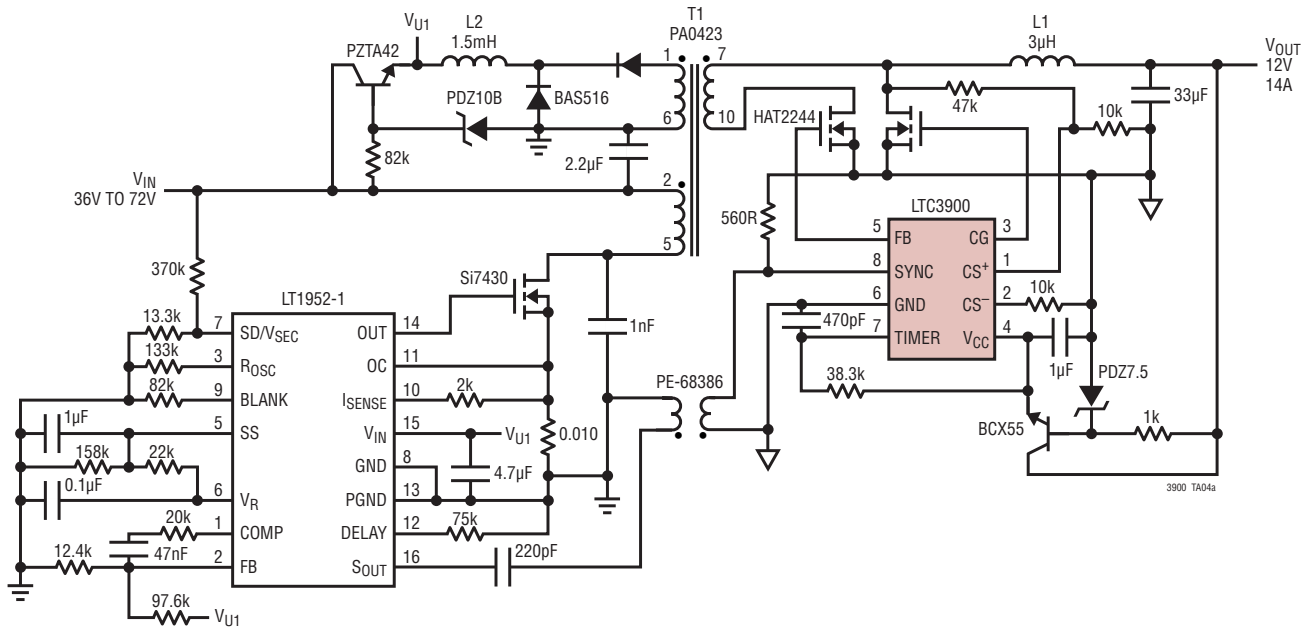 T1
PA0423
VU1
L2
1.5mH
L1
3µH
PZTA42
1
7
VOUT
12V
14A
PDZ10B
BAS516
47k
33µF
6
10
HAT2244
10k
82k
2.2µF
VIN
36V TO 72V
2
LTC3900
560R
5
5
FB
CG
3
8
SYNC
CS+
1
370k
Si7430
6
GND
CS–
2
10k
LT1952-1
1nF
470pF
7
TIMER
VCC
4
13.3k
7
SD/VSEC
OUT
14
1µF
PDZ7.5
133k
3
ROSC
OC
11
PE-68386
38.3k
82k
9
BLANK
ISENSE
10
2k
1µF
5
SS
VIN
15
VU1
0.010
BCX55
1k
158k
22k
GND
8
4.7µF
0.1µF
6
VR
PGND
13
3900 TA04a
20k
1
COMP
DELAY
12
75k
12.4k
47nF
2
FB
SOUT
16
220pF
97.6k
VU1